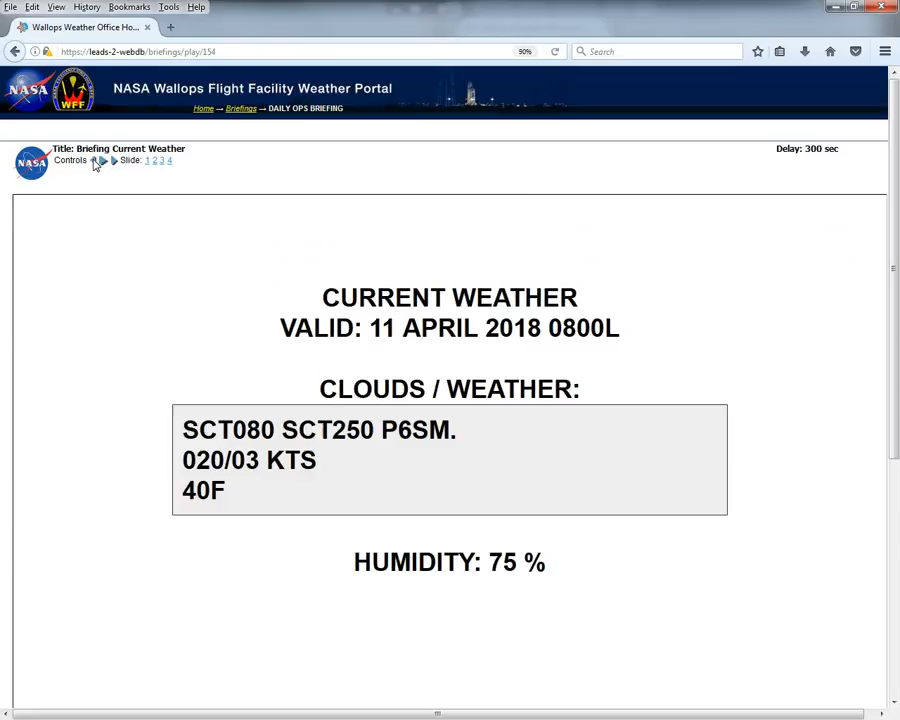 File Edit View History Bookmarks Tools Help
Wallops Weather Office Ho...
https://leads-2-webdb/briefings/play/154
90%
Search
NASA
WFF
NASA Wallops Flight Facility Weather Portal
Home → Briefings → DAILY OPS BRIEFING
NASA
Title: Briefing Current Weather
Delay: 300 sec
Controls Slide: 1 2 3 4
CURRENT WEATHER
VALID: 11 APRIL 2018 0800L
CLOUDS / WEATHER:
SCT080 SCT250 P6SM.
020/03 KTS
40F
HUMIDITY: 75 %